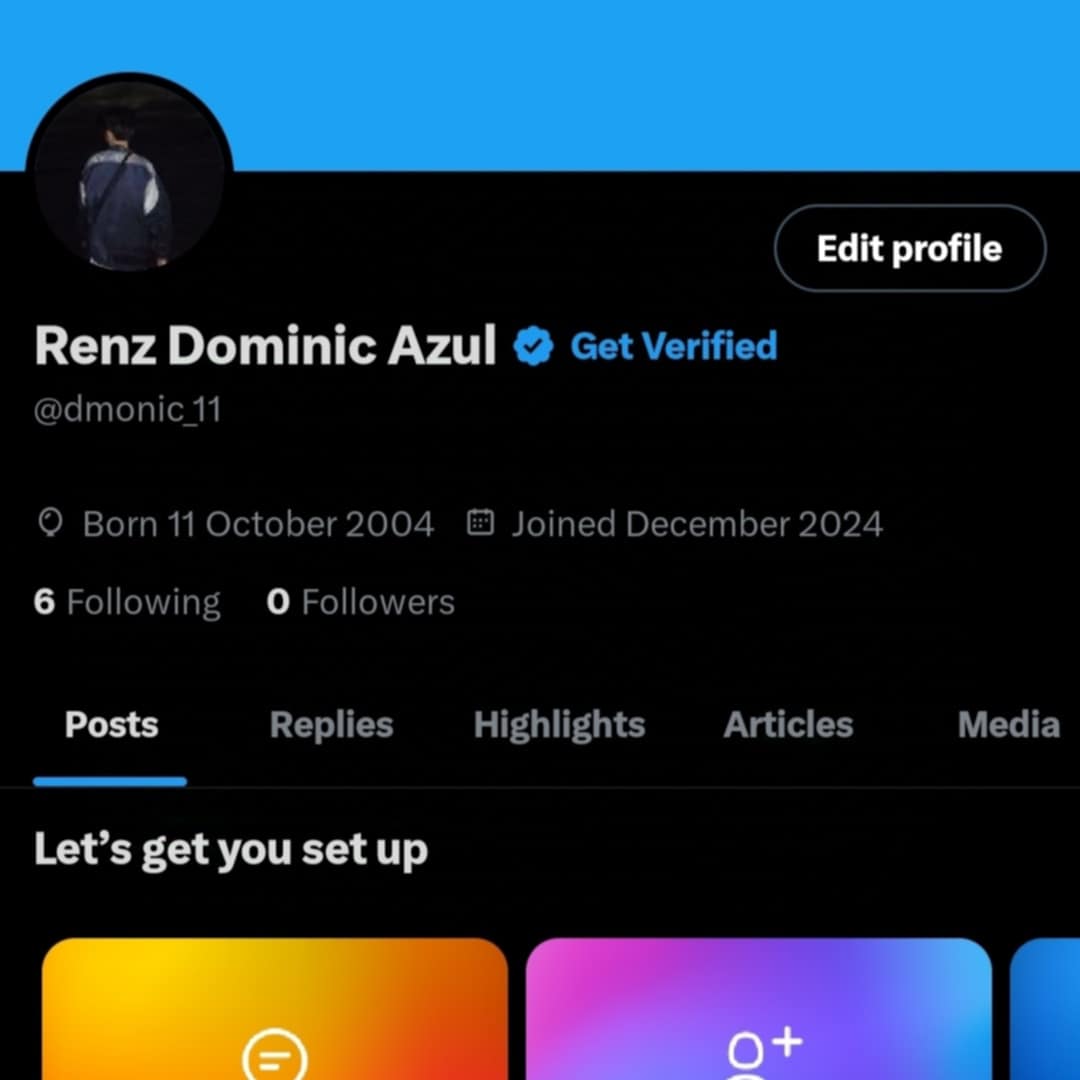 Edit profile
Renz Dominic Azul Get Verified
@dmonic_11
Born 11 October 2004 Joined December 2024
6 Following 0 Followers
Posts Replies Highlights Articles Media
Let’s get you set up